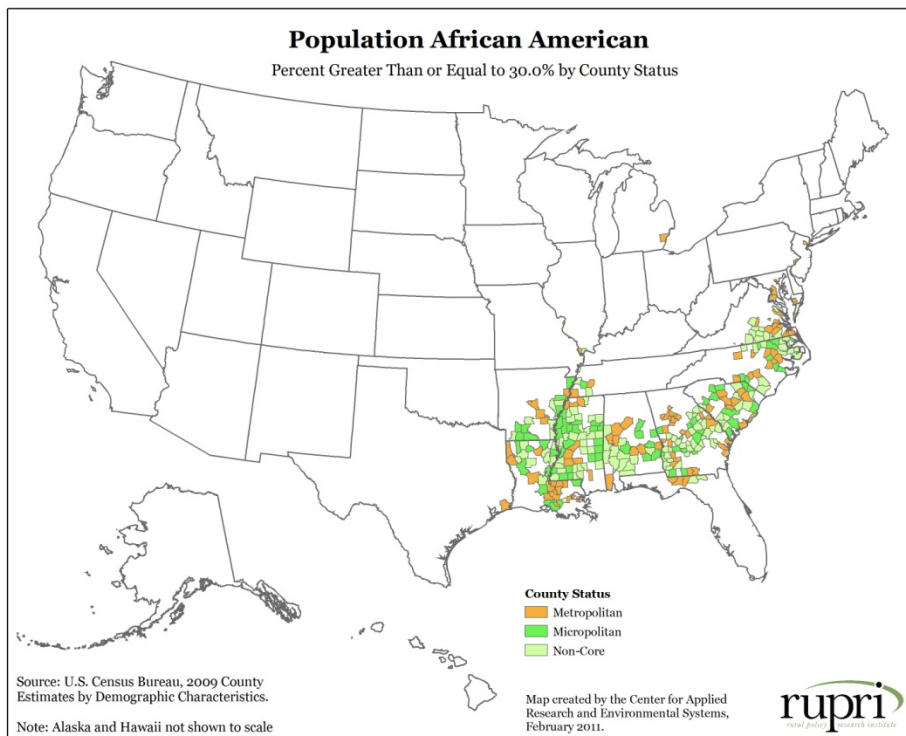 Population African American
Percent Greater Than or Equal to 30.0% by County Status
County Status
Metropolitan
Micropolitan
Non-Core
Source: U.S. Census Bureau, 2009 County
Estimates by Demographic Characteristics.
Note: Alaska and Hawaii not shown to scale
Map created by the Center for Applied
Research and Environmental Systems,
February 2011.
rupri
rural policy research institute